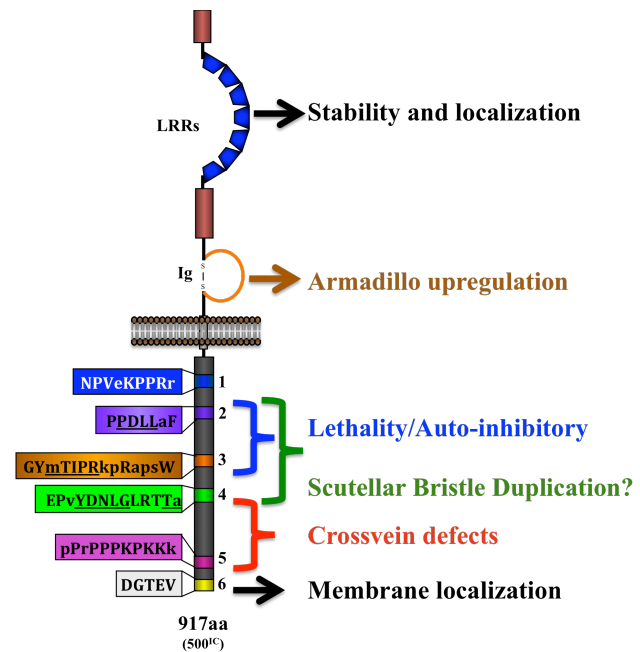 LRRs
Stability and localization
Ig
S
S
Armadillo upregulation
NPVeKPPRr
1
PPDLLaF
2
Lethality/Auto-inhibitory
GYmTIPRkpRapsW
3
Scutellar Bristle Duplication?
EPvYDNLGLRTTa
4
Crossvein defects
pPrPPPKPKKk
5
DGTEV
6
Membrane localization
917aa
(500IC)